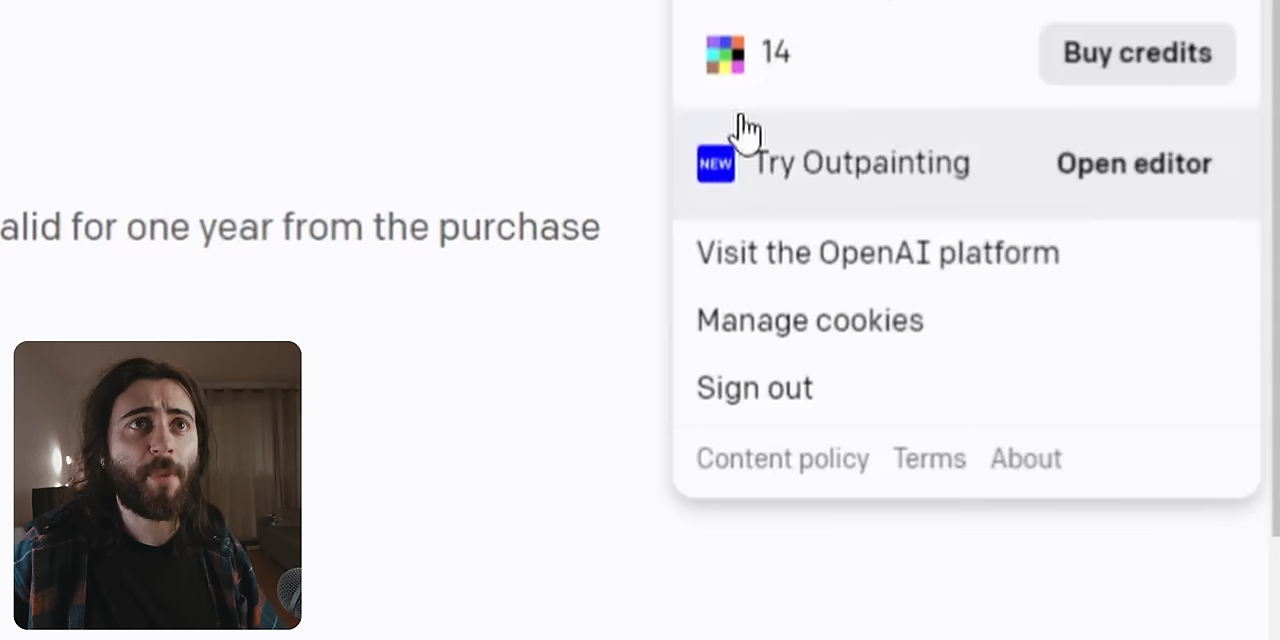 14
Buy credits
NEW
Try Outpainting
Open editor
alid for one year from the purchase
Visit the OpenAI platform
Manage cookies
Sign out
Content policy Terms About